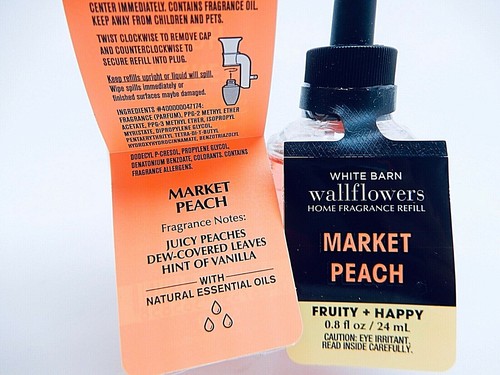 CENTER IMMEDIATELY. CONTAINS FRAGRANCE OIL.
KEEP AWAY FROM CHILDREN AND PETS.
TWIST CLOCKWISE TO REMOVE CAP
AND COUNTERCLOCKWISE TO
SECURE REFILL INTO PLUG.
Keep refills upright or liquid will spill.
Wipe spills immediately or
finished surfaces may be damaged.
INGREDIENTS #400000047174:
FRAGRANCE (PARFUM), PPG-2 METHYL ETHER
ACETATE, PPG-3 METHYL ETHER, ISOPROPYL
MYRISTATE, DIPROPYLENE GLYCOL,
PENTAERYTHRITYL TETRA-DI-T-BUTYL
HYDROXYHYDROCINNAMATE, BENZOTRIAZOLYL
DODECYL P-CRESOL, PROPYLENE GLYCOL,
DENATONIUM BENZOATE, COLORANTS. CONTAINS
FRAGRANCE ALLERGENS.
MARKET
PEACH
Fragrance Notes:
JUICY PEACHES
DEW-COVERED LEAVES
HINT OF VANILLA
WITH
NATURAL ESSENTIAL OILS
WHITE BARN
wallflowers
HOME FRAGRANCE REFILL
MARKET
PEACH
FRUITY + HAPPY
0.8 fl oz / 24 mL
CAUTION: EYE IRRITANT.
READ INSIDE CAREFULLY.